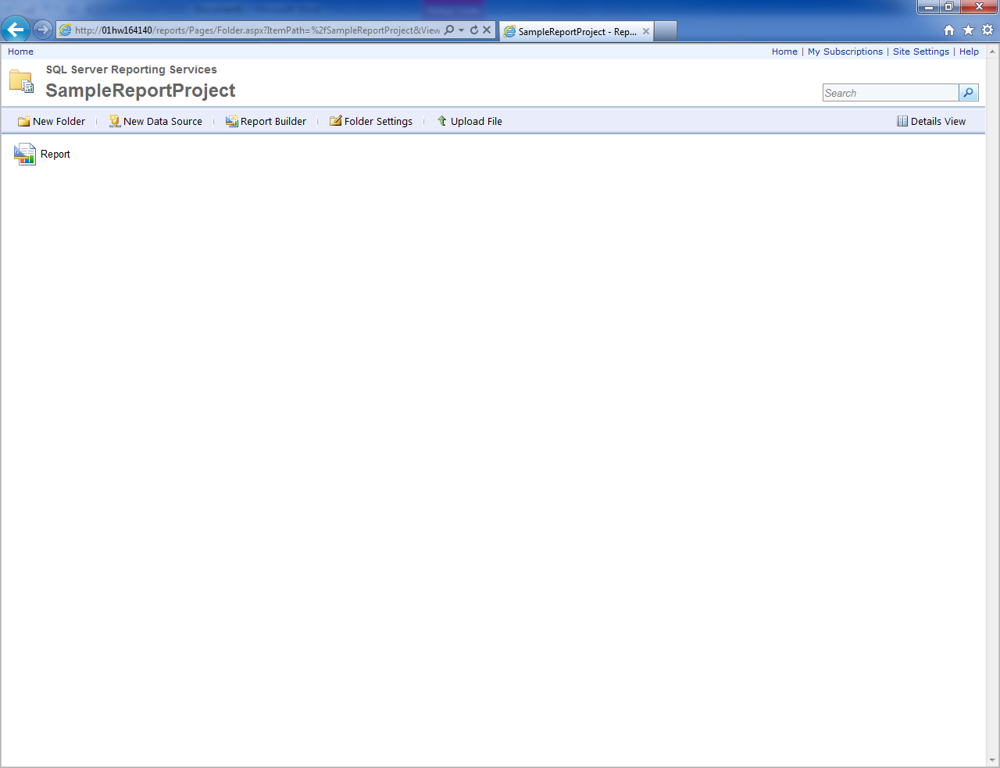 http://01hw164140/reports/Pages/Folder.aspx?ItemPath=%2fSampleReportProject&View
SampleReportProject - Rep...
Home
Home | My Subscriptions | Site Settings | Help
SQL Server Reporting Services
SampleReportProject
Search
New Folder
New Data Source
Report Builder
Folder Settings
Upload File
Details View
Report